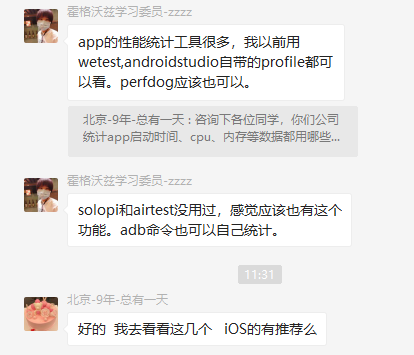 霍格沃兹学习委员-zzzz
app的性能统计工具很多，我以前用
wetest,androidstudio自带的profile都可
以看。perfdog应该也可以。
北京-9年-总有一天：咨询下各位同学，你们公司
统计app启动时间、cpu、内存等数据都用哪些...
霍格沃兹学习委员-zzzz
solopi和airtest没用过，感觉应该也有这个
功能。adb命令也可以自己统计。
11:31
北京-9年-总有一天
好的 我去看看这几个 iOS的有推荐么